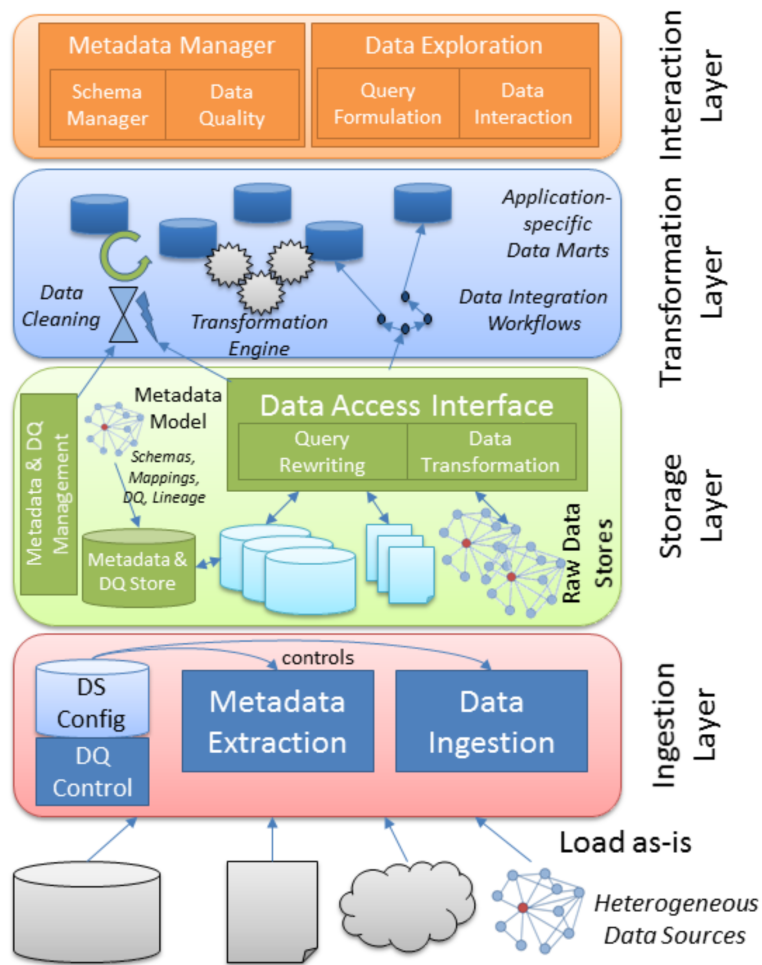 Metadata Manager
Schema
Manager
Data
Quality
Data Exploration
Query
Formulation
Data
Interaction
Interaction
Layer
Application-
specific
Data Marts
Data
Cleaning
Transformation
Engine
Data Integration
Workflows
Transformation
Layer
Metadata & DQ
Management
Metadata
Model
Schemas,
Mappings,
DQ, Lineage
Metadata &
DQ Store
Data Access Interface
Query
Rewriting
Data
Transformation
Raw Data
Stores
Storage
Layer
controls
DS
Config
DQ
Control
Metadata
Extraction
Data
Ingestion
Ingestion
Layer
Load as-is
Heterogeneous
Data Sources